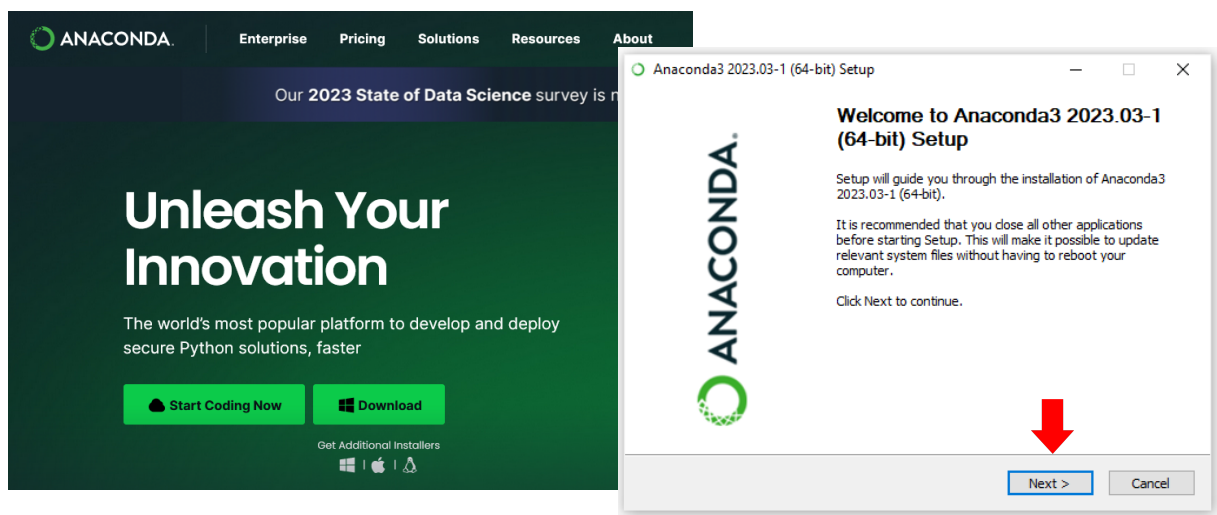 ANACONDA.
Enterprise Pricing Solutions Resources About
Our 2023 State of Data Science survey is
Unleash Your
Innovation
The world's most popular platform to develop and deploy
secure Python solutions, faster
Start Coding Now Download
Get Additional Installers
Anaconda3 2023.03-1 (64-bit) Setup
ANACONDA.
Welcome to Anaconda3 2023.03-1
(64-bit) Setup
Setup will guide you through the installation of Anaconda3
2023.03-1 (64-bit).
It is recommended that you close all other applications
before starting Setup. This will make it possible to update
relevant system files without having to reboot your
computer.
Click Next to continue.
Next > Cancel